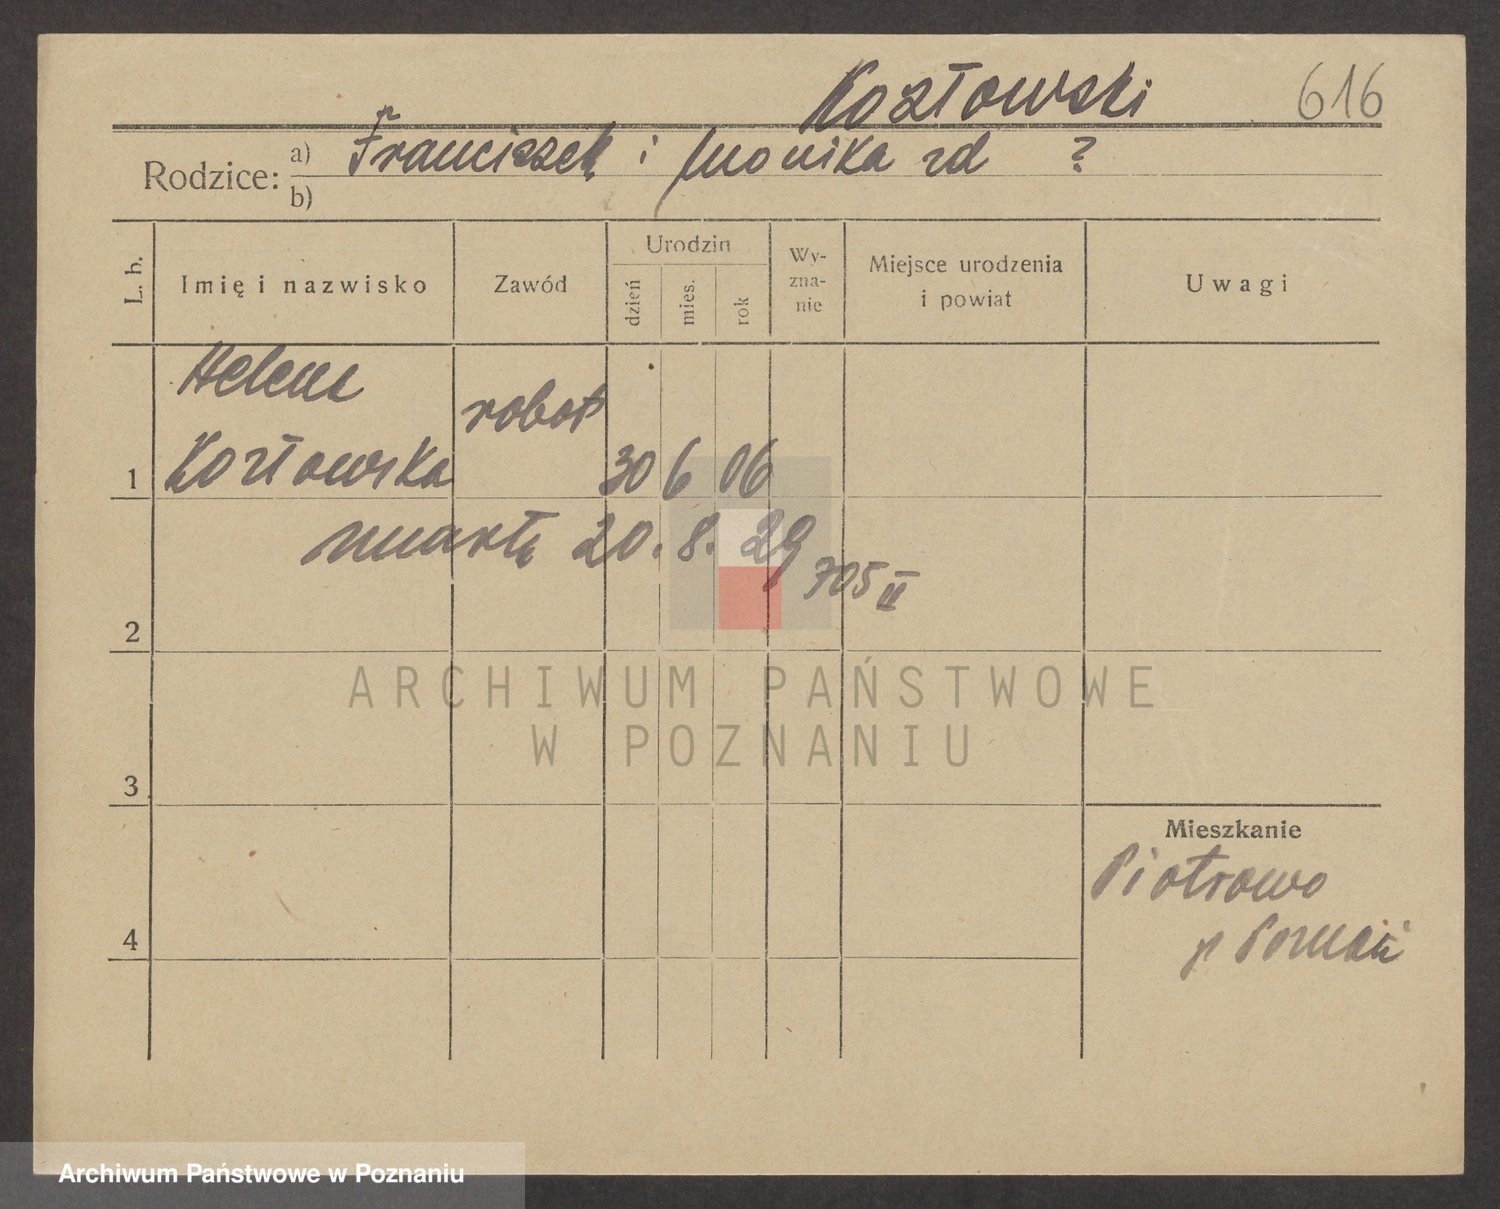 Kozłowski 616
Rodzice: a) Franciszek i Monika zd ?
b)
L. b. Imię i nazwisko Zawód Urodzin dzień mies. rok Wy-zna-nie Miejsce urodzenia i powiat Uwagi
Helena
robot
1 Kozłowska 30 6 06
zmarła 20. 8. 29
705 II
2
ARCHIWUM PAŃSTWOWE
W POZNANIU
3
Mieszkanie
Piotrowo
p Poznań
4
Archiwum Państwowe w Poznaniu